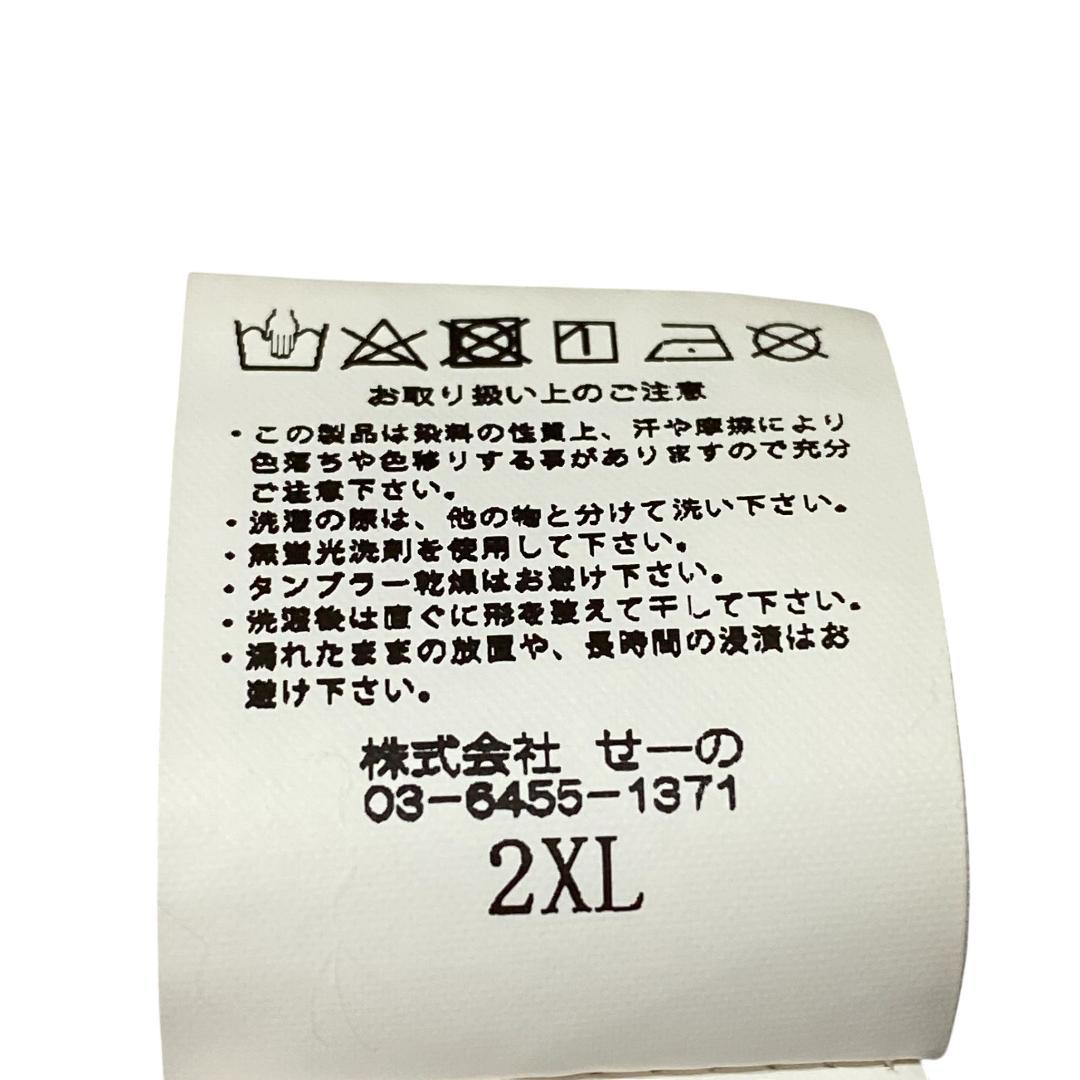 お取り扱い上のご注意
・この製品は染料の性質上、汗や摩擦により
色落ちや色移りする事がありますので充分
ご注意下さい。
・洗濯の際は、他の物と分けて洗い下さい。
・無蛍光洗剤を使用して下さい。
・タンブラー乾燥はお避け下さい。
・洗濯後は直ぐに形を整えて干して下さい。
・濡れたままの放置や、長時間の浸漬はお
避け下さい。
株式会社 せーの
03-6455-1371
2XL